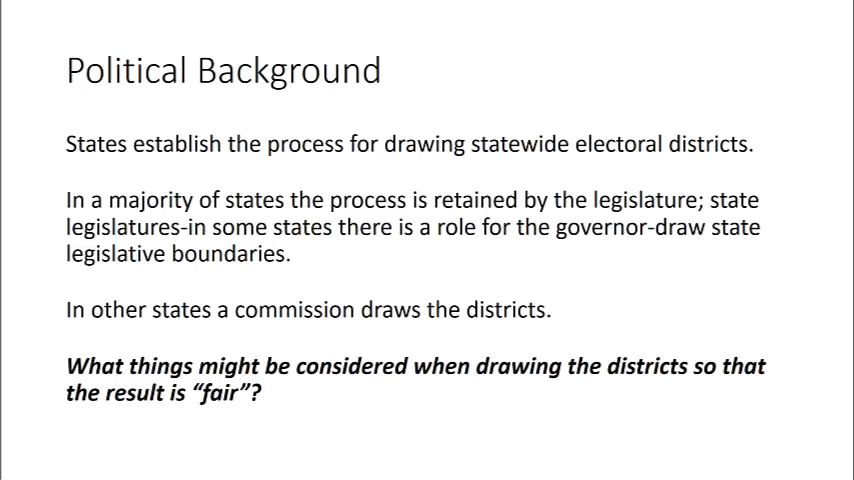 Political Background
States establish the process for drawing statewide electoral districts.
In a majority of states the process is retained by the legislature; state
legislatures-in some states there is a role for the governor-draw state
legislative boundaries.
In other states a commission draws the districts.
What things might be considered when drawing the districts so that
the result is “fair”?